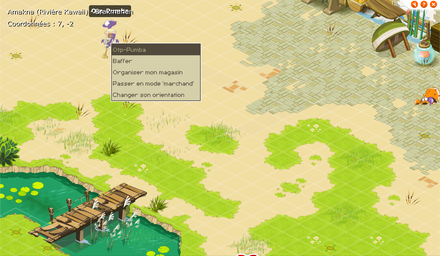 Amakna (Rivière Kawaii)
Otp-Pumba
Coordonnées : 7, -2
Otp-Pumba
Baffer
Organiser mon magasin
Passer en mode 'marchand'
Changer son orientation